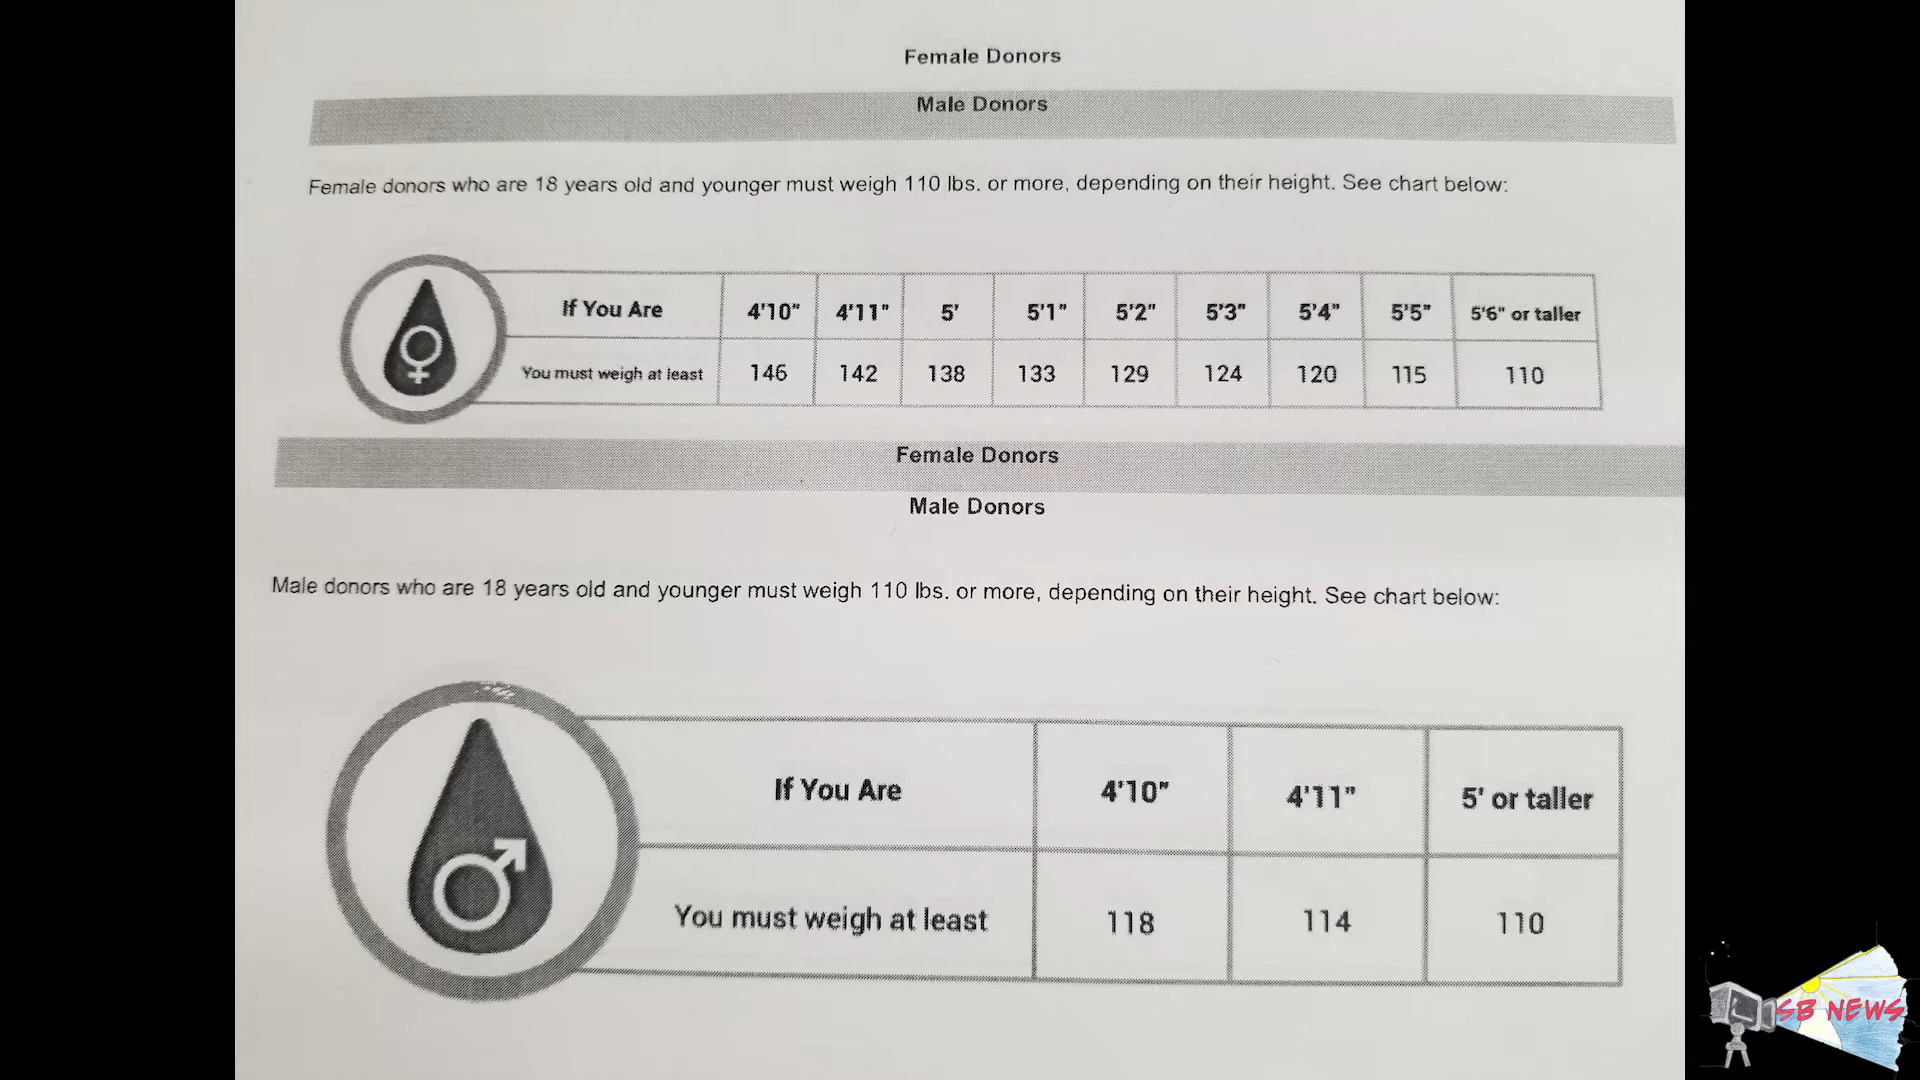 Female Donors
Male Donors
Female donors who are 18 years old and younger must weigh 110 lbs. or more, depending on their height. See chart below:
If You Are 4'10" 4'11" 5' 5'1" 5'2" 5'3" 5'4" 5'5" 5'6" or taller
You must weigh at least 146 142 138 133 129 124 120 115 110
Female Donors
Male Donors
Male donors who are 18 years old and younger must weigh 110 lbs. or more, depending on their height. See chart below:
If You Are 4'10" 4'11" 5' or taller
You must weigh at least 118 114 110
SB NEWS